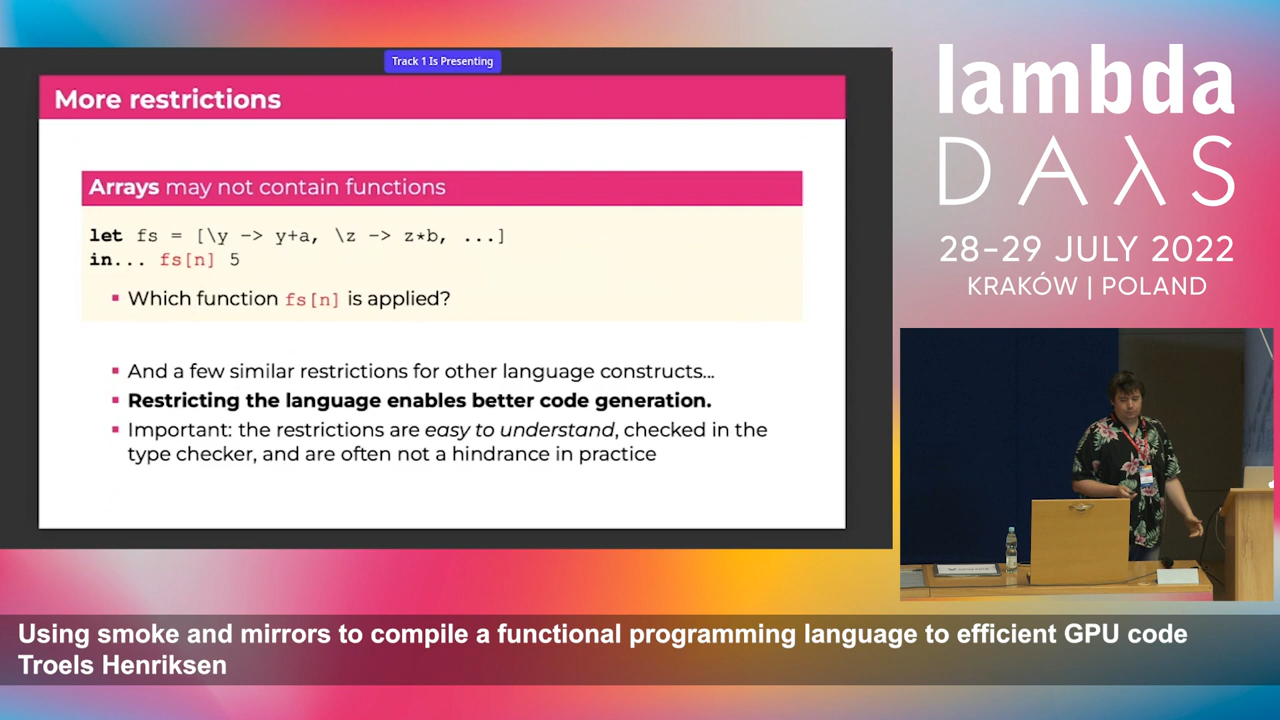 Track 1 Is Presenting
More restrictions
Arrays may not contain functions
let fs = [\y -> y+a, \z -> z*b, ...]
in... fs[n] 5
▪ Which function fs[n] is applied?
▪ And a few similar restrictions for other language constructs...
▪ Restricting the language enables better code generation.
▪ Important: the restrictions are easy to understand, checked in the
type checker, and are often not a hindrance in practice
lambda
DAλS
28–29 JULY 2022
KRAKÓW | POLAND
Using smoke and mirrors to compile a functional programming language to efficient GPU code
Troels Henriksen